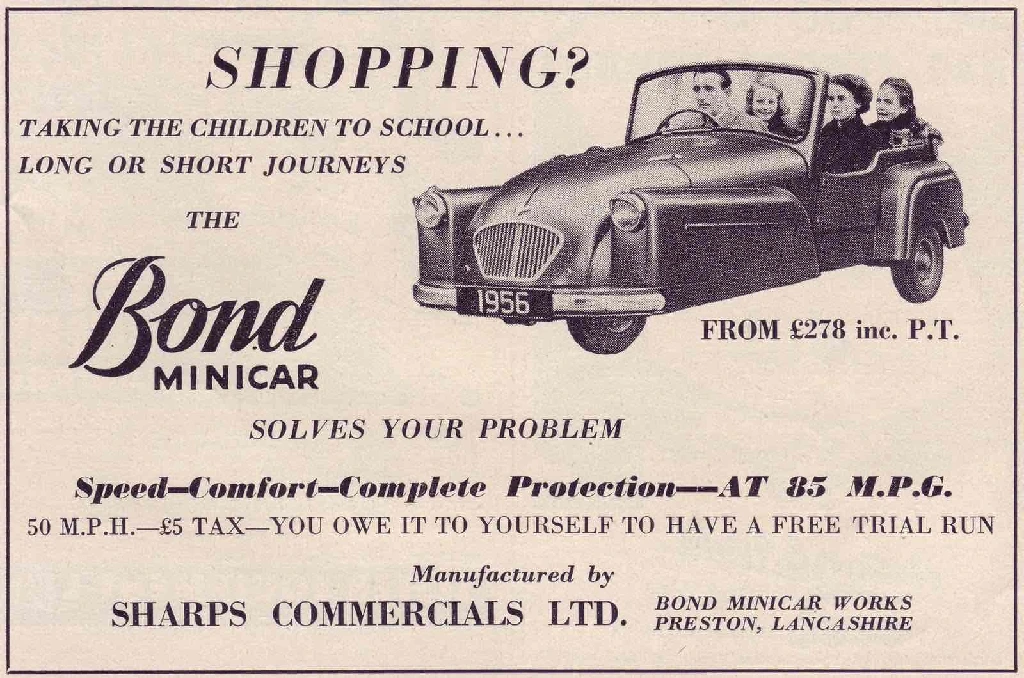 SHOPPING?
TAKING THE CHILDREN TO SCHOOL...
LONG OR SHORT JOURNEYS
THE
Bond
MINICAR
1956
FROM £278 inc. P.T.
SOLVES YOUR PROBLEM
Speed—Comfort—Complete Protection—AT 85 M.P.G.
50 M.P.H.—£5 TAX—YOU OWE IT TO YOURSELF TO HAVE A FREE TRIAL RUN
Manufactured by
SHARPS COMMERCIALS LTD.
BOND MINICAR WORKS
PRESTON, LANCASHIRE